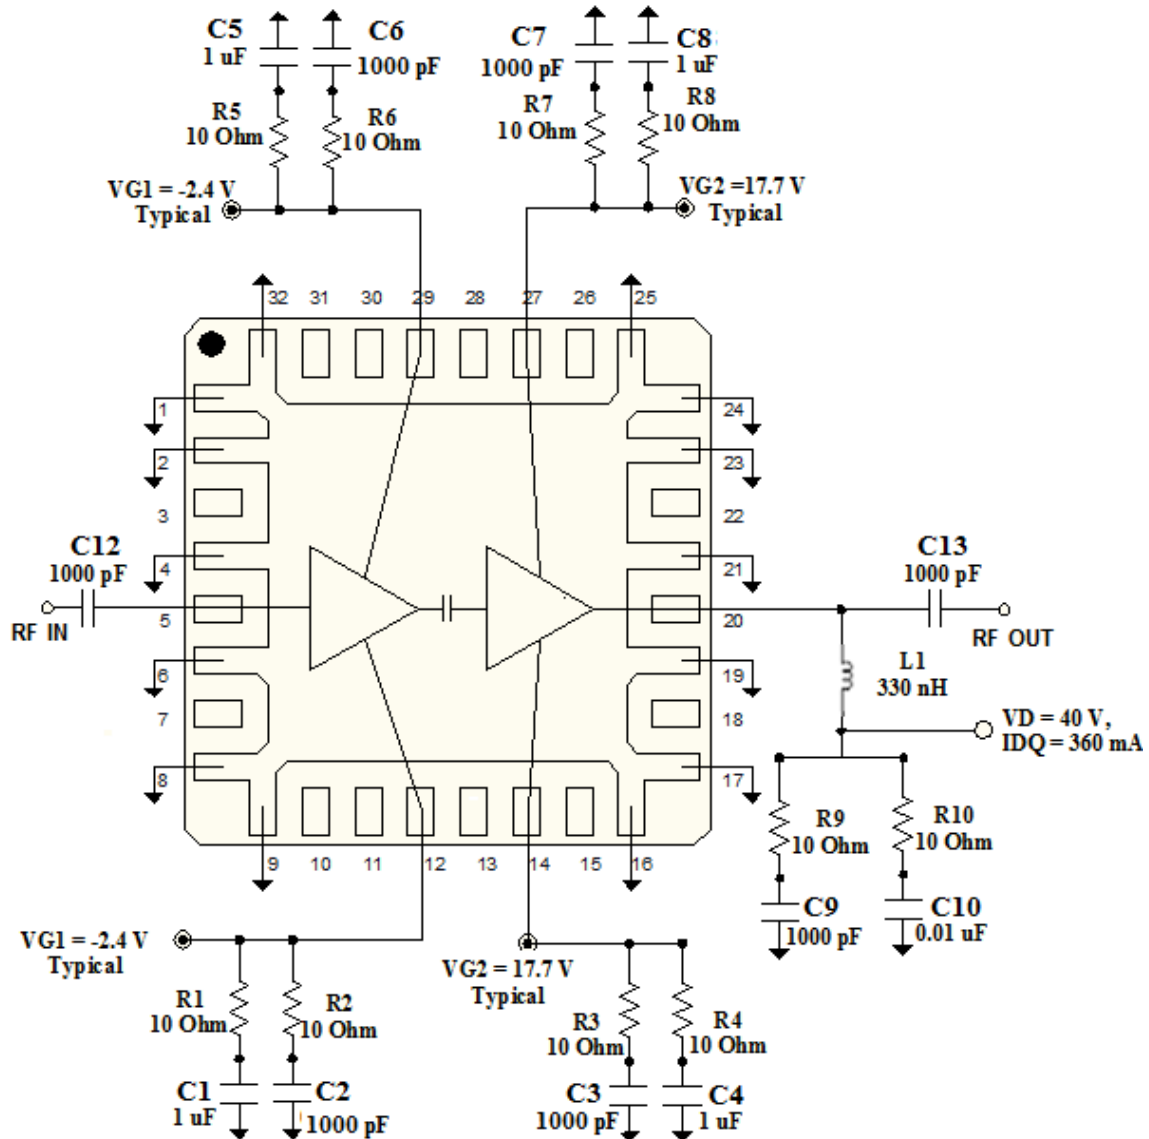 C5
1 uF
C6
1000 pF
C7
1000 pF
C8
1 uF
R5
10 Ohm
R6
10 Ohm
R7
10 Ohm
R8
10 Ohm
VG1 = -2.4 V
Typical
VG2 =17.7 V
Typical
32
31
30
29
28
27
26
25
1
2
3
4
5
6
7
8
24
23
22
21
20
19
18
17
C12
1000 pF
RF IN
C13
1000 pF
RF OUT
L1
330 nH
VD = 40 V,
IDQ = 360 mA
R9
10 Ohm
R10
10 Ohm
C9
1000 pF
C10
0.01 uF
9
10
11
12
13
14
15
16
VG1 = -2.4 V
Typical
VG2 = 17.7 V
Typical
R1
10 Ohm
R2
10 Ohm
R3
10 Ohm
R4
10 Ohm
C1
1 uF
C2
1000 pF
C3
1000 pF
C4
1 uF